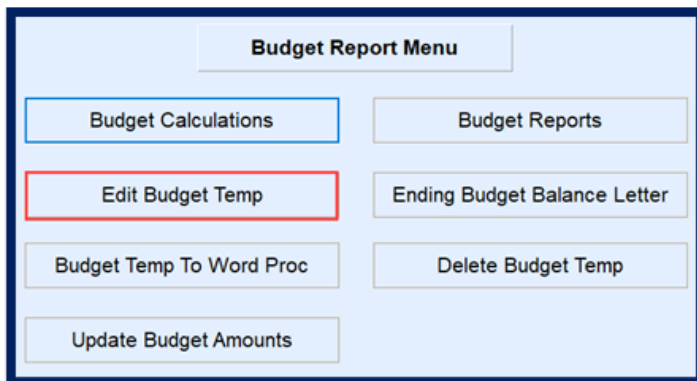 Budget Report Menu
Budget Calculations
Budget Reports
Edit Budget Temp
Ending Budget Balance Letter
Budget Temp To Word Proc
Delete Budget Temp
Update Budget Amounts